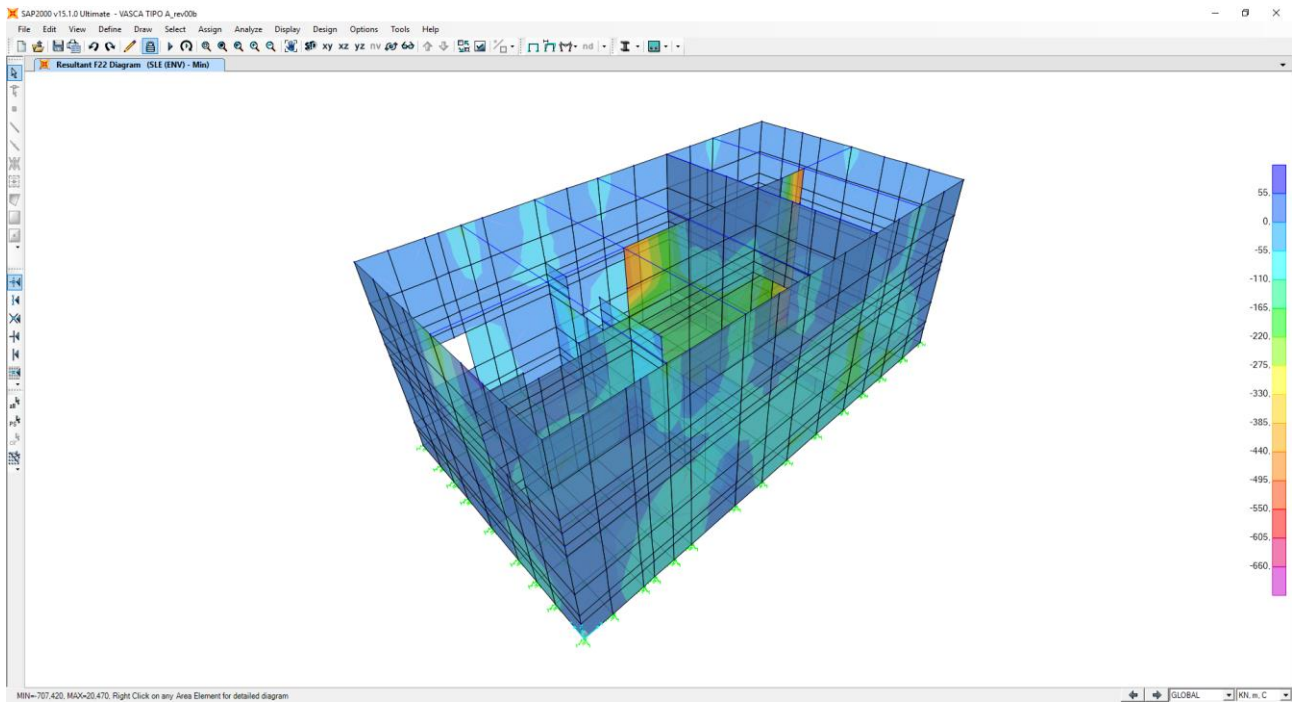 SAP2000 v15.1.0 Ultimate - VASCA TIPO A_rev00b
File Edit View Define Draw Select Assign Analyze Display Design Options Tools Help
3D xy xz yz nv nd
Resultant F22 Diagram (SLE (ENV) - Min)
55,
0,
-55,
-110,
-165,
-220,
-275,
-330,
-385,
-440,
-495,
-550,
-605,
-660,
MIN=-707,420, MAX=20,470, Right Click on any Area Element for detailed diagram
GLOBAL
KN, m, C